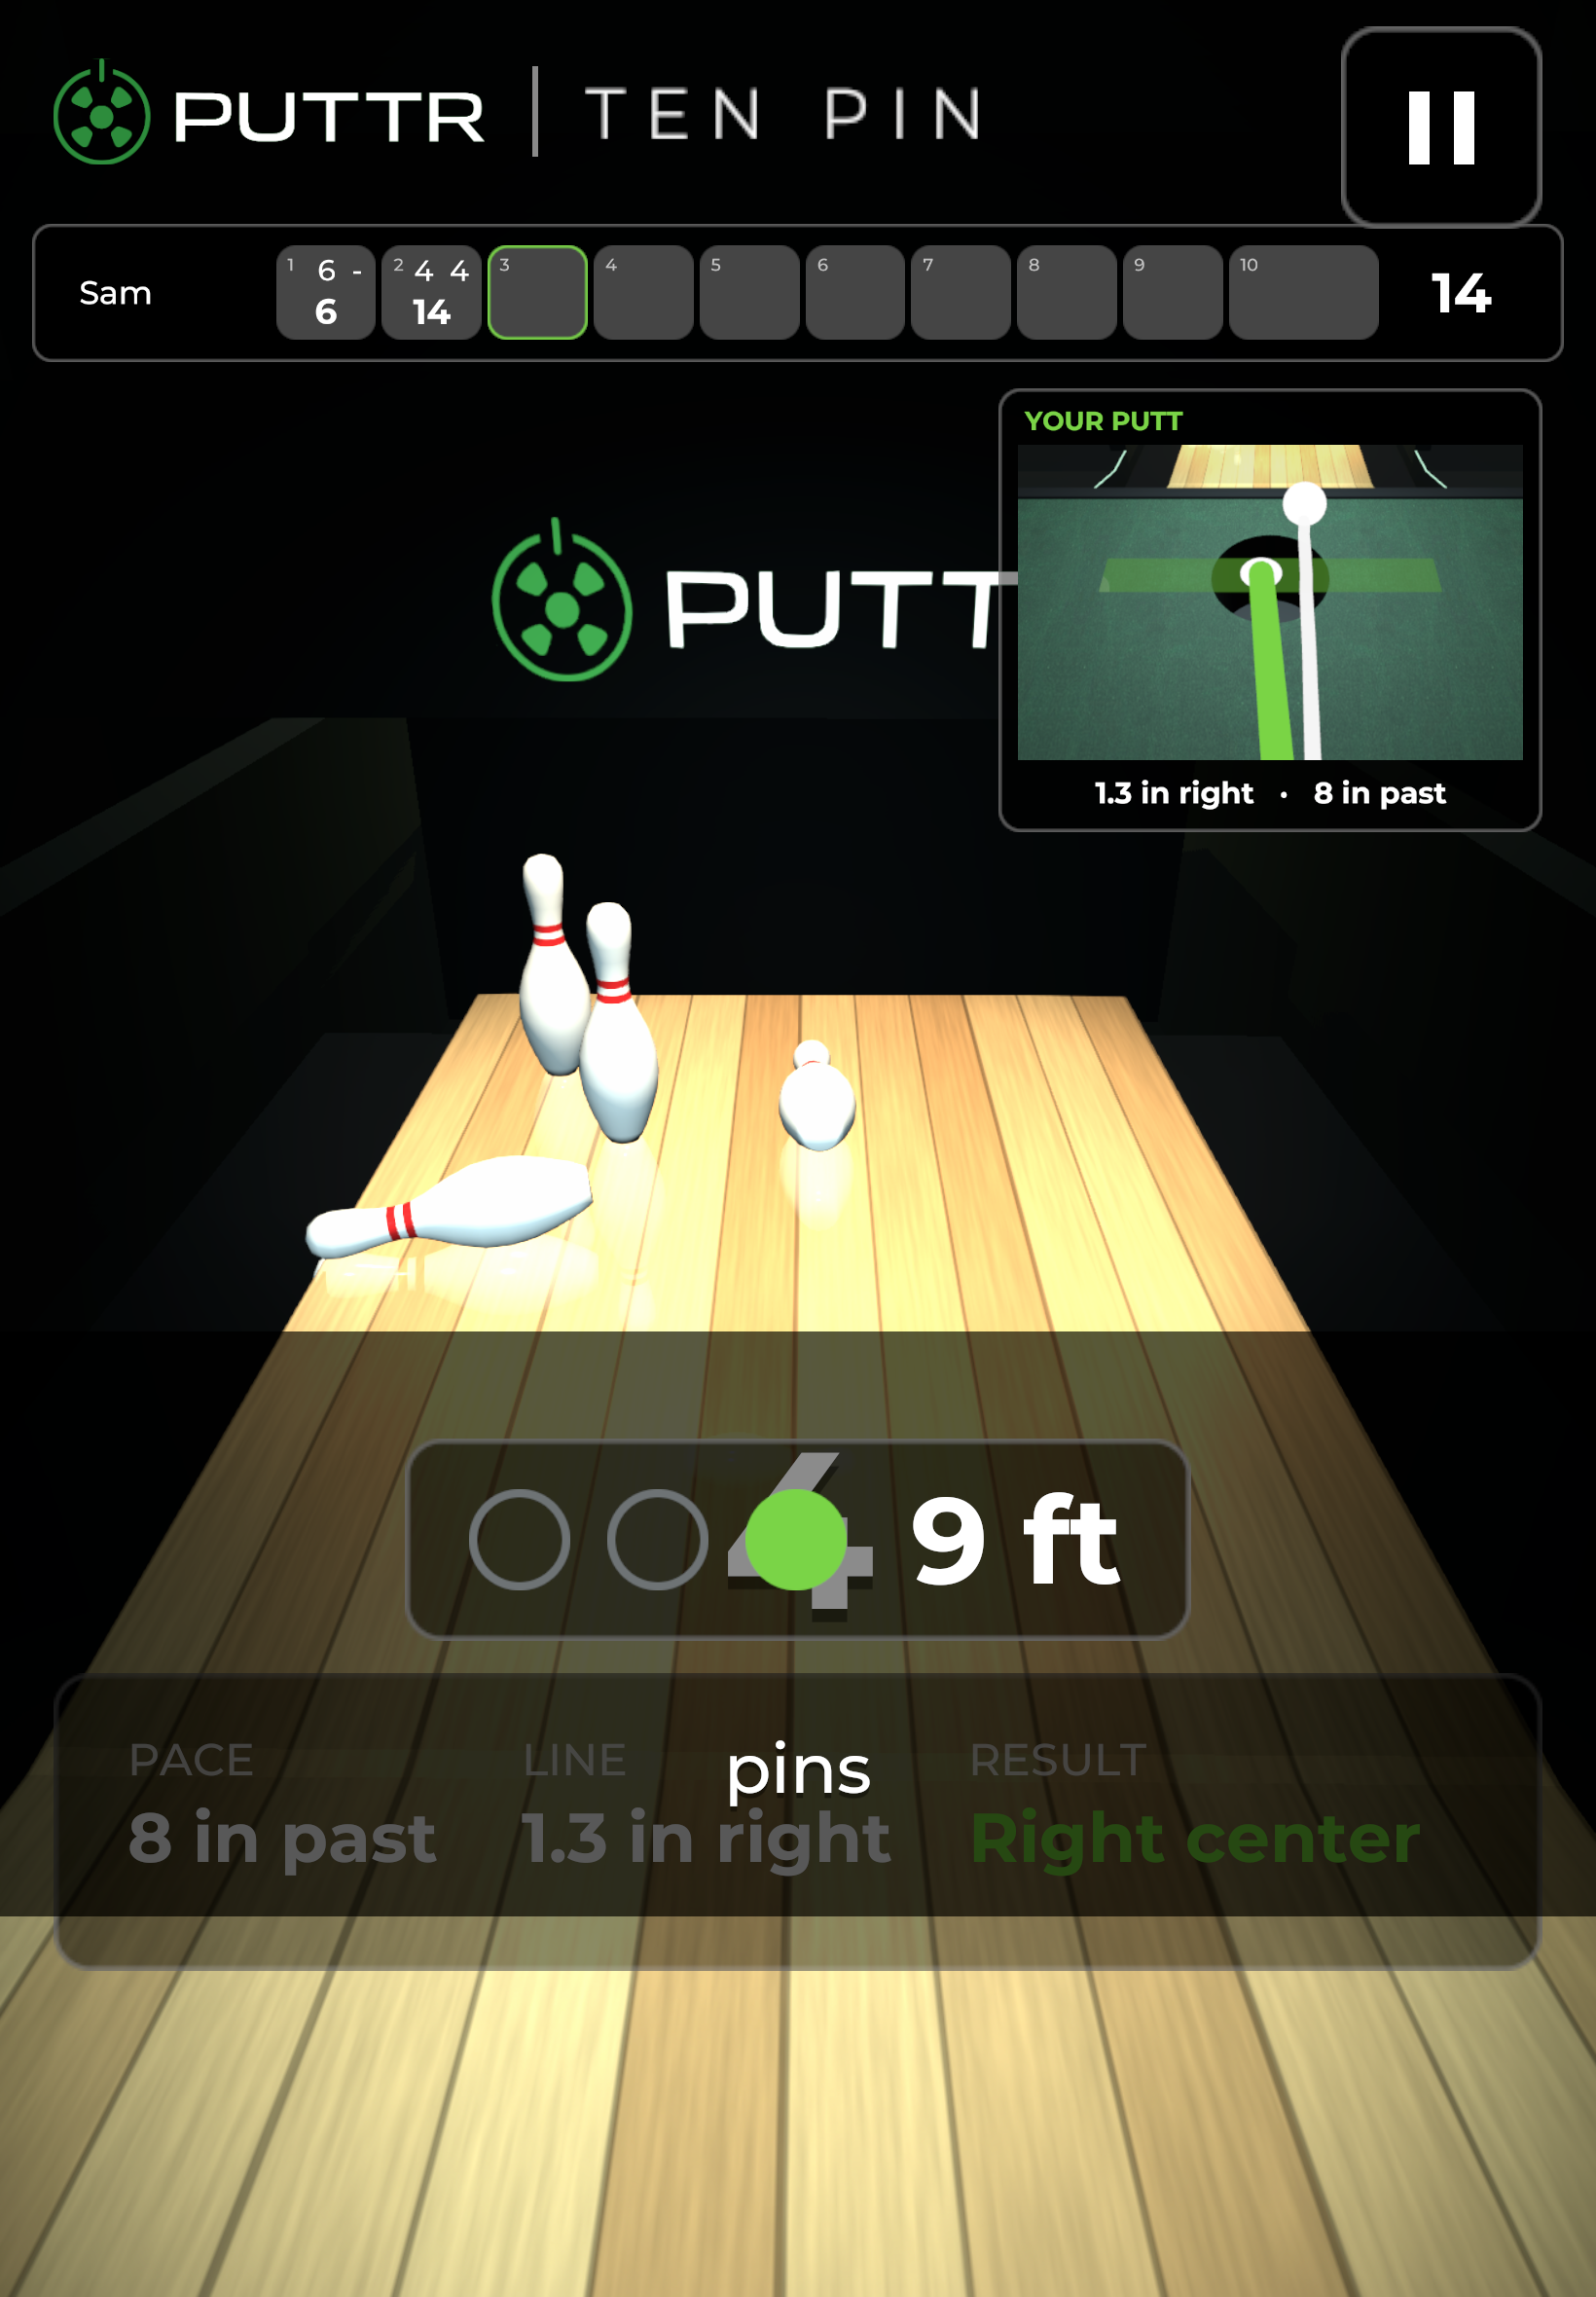 PUTTR | TEN PIN
Sam
1 6 -
6
2 4 4
14
3
4
5
6
7
8
9
10
14
YOUR PUTT
1.3 in right · 8 in past
PUTT
4
9 ft
pins
PACE
8 in past
LINE
1.3 in right
RESULT
Right center